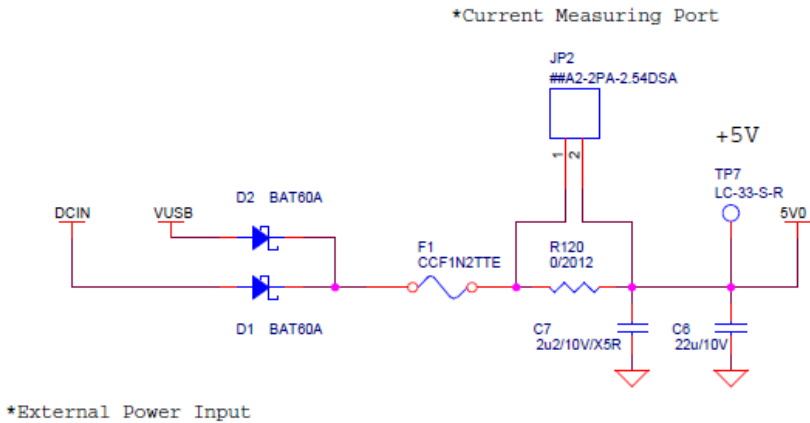 *Current Measuring Port
JP2
##A2-2PA-2.54DSA
1
2
+5V
TP7
LC-33-S-R
DCIN
VUSB
D2 BAT60A
5V0
F1
CCF1N2TTE
R120
0/2012
D1 BAT60A
C7
2u2/10V/X5R
C6
22u/10V
*External Power Input